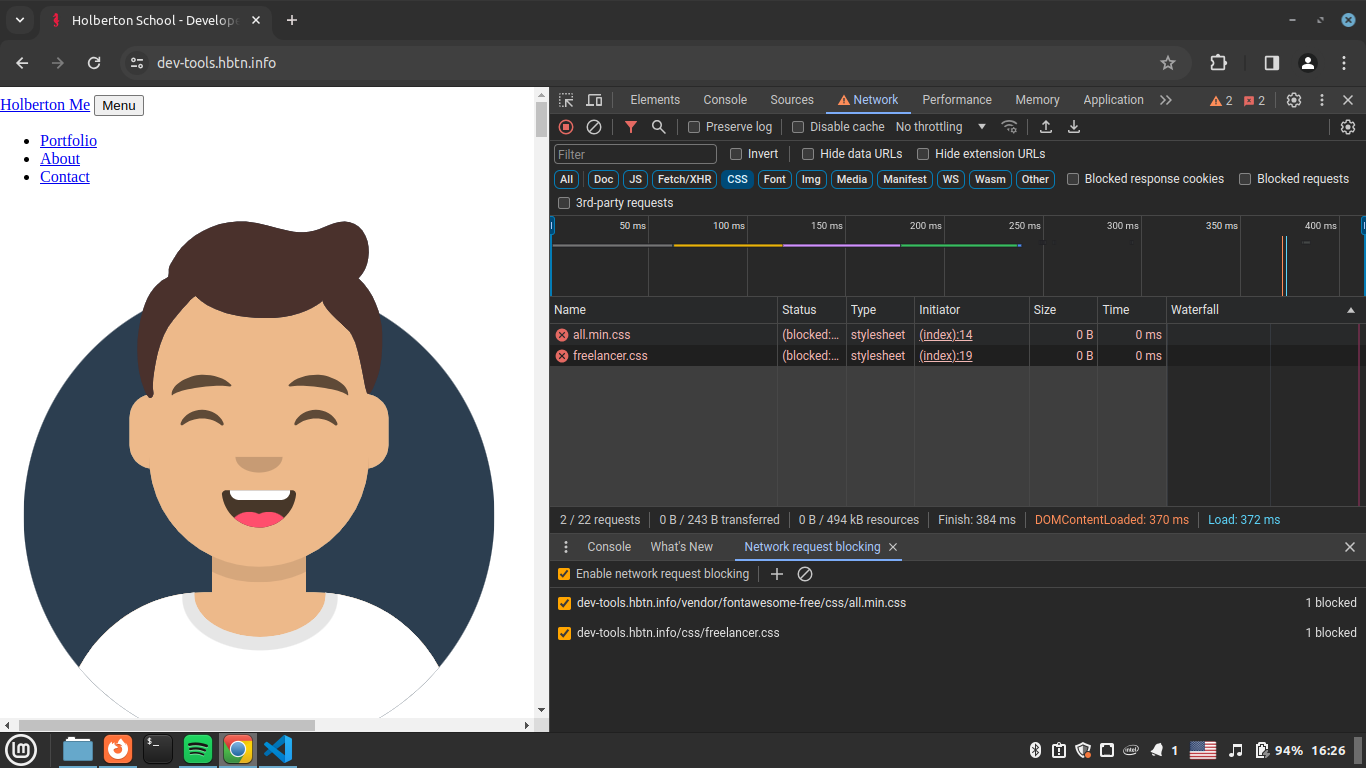 Holberton School - Develope
dev-tools.hbtn.info
Holberton Me Menu
Portfolio
About
Contact
Elements Console Sources Network Performance Memory Application 2 2
Preserve log Disable cache No throttling
Filter Invert Hide data URLs Hide extension URLs
All Doc JS Fetch/XHR CSS Font Img Media Manifest WS Wasm Other Blocked response cookies Blocked requests
3rd-party requests
50 ms 100 ms 150 ms 200 ms 250 ms 300 ms 350 ms 400 ms
Name Status Type Initiator Size Time Waterfall
all.min.css (blocked:... stylesheet (index):14 0 B 0 ms
freelancer.css (blocked:... stylesheet (index):19 0 B 0 ms
2 / 22 requests 0 B / 243 B transferred 0 B / 494 kB resources Finish: 384 ms DOMContentLoaded: 370 ms Load: 372 ms
Console What's New Network request blocking
Enable network request blocking
dev-tools.hbtn.info/vendor/fontawesome-free/css/all.min.css 1 blocked
dev-tools.hbtn.info/css/freelancer.css 1 blocked
1 94% 16:26